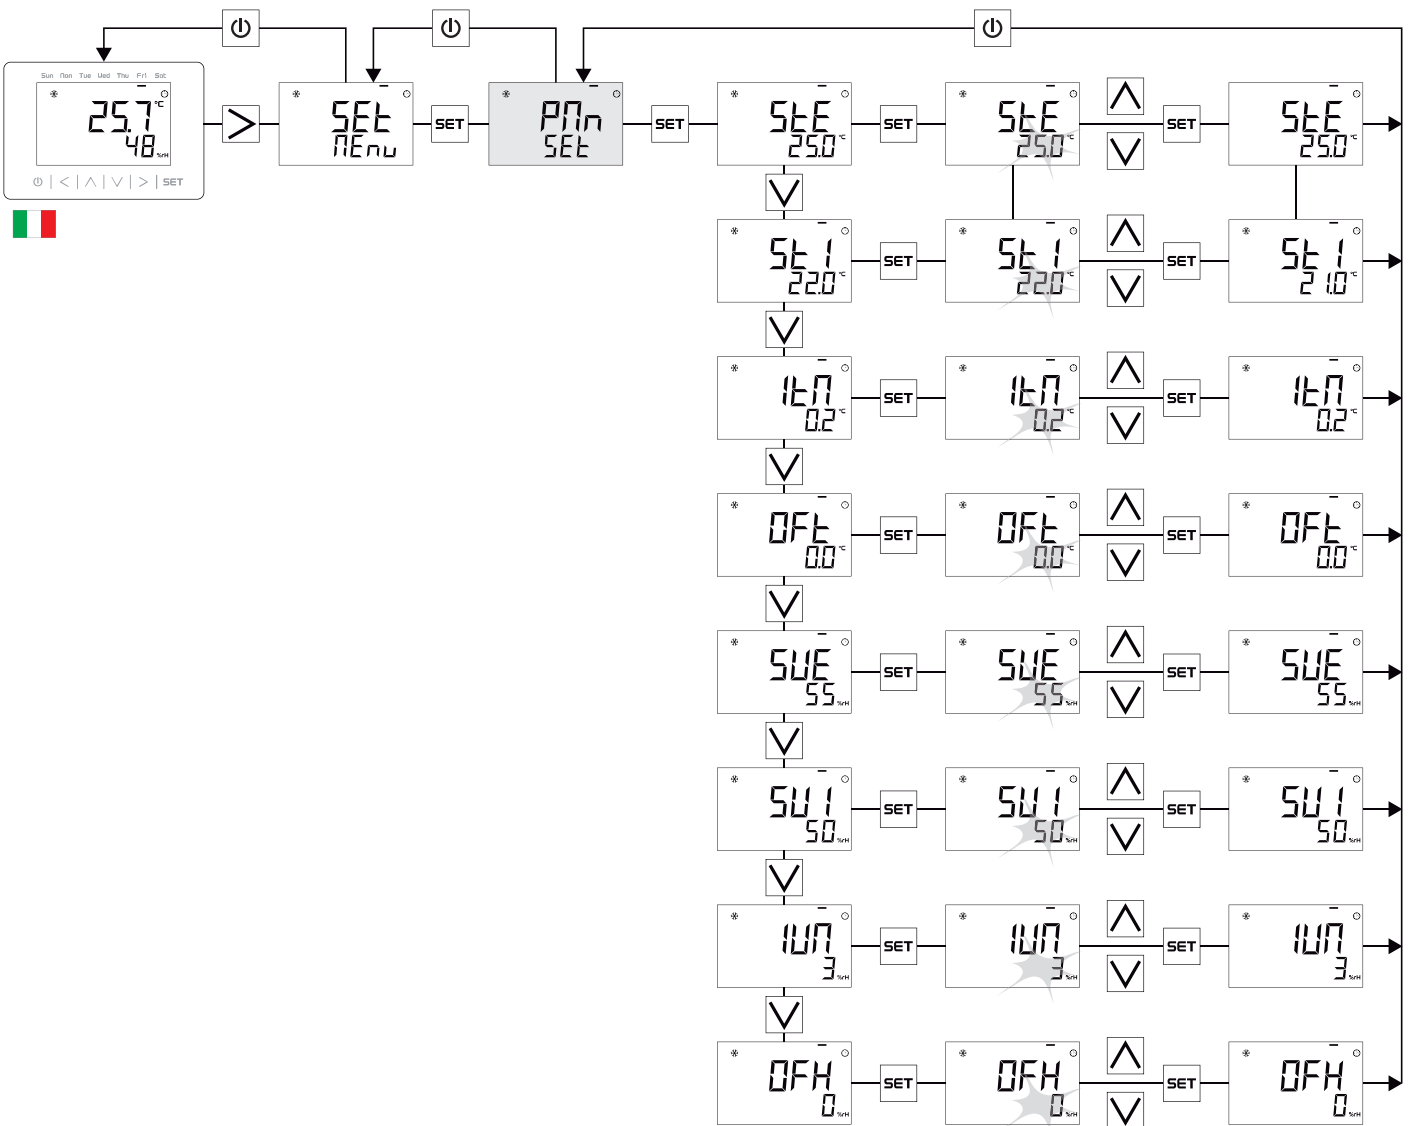 Sun Mon Tue Wed Thu Fri Sat
25.7 °C
48 %rH
SET
SEt
MEnu
SET
PMn
SEt
SET
StE
25.0 °C
SET
StE
25.0 °C
SET
StE
25.0 °C
St1
22.0 °C
SET
St1
22.0 °C
SET
St1
21.0 °C
ItM
0.2 °C
SET
ItM
0.2 °C
SET
ItM
0.2 °C
OFt
0.0 °C
SET
OFt
0.0 °C
SET
OFt
0.0 °C
SUE
55 %rH
SET
SUE
55 %rH
SET
SUE
55 %rH
SU1
50 %rH
SET
SU1
50 %rH
SET
SU1
50 %rH
IUM
3 %rH
SET
IUM
3 %rH
SET
IUM
3 %rH
OFH
0 %rH
SET
OFH
0 %rH
SET
OFH
0 %rH